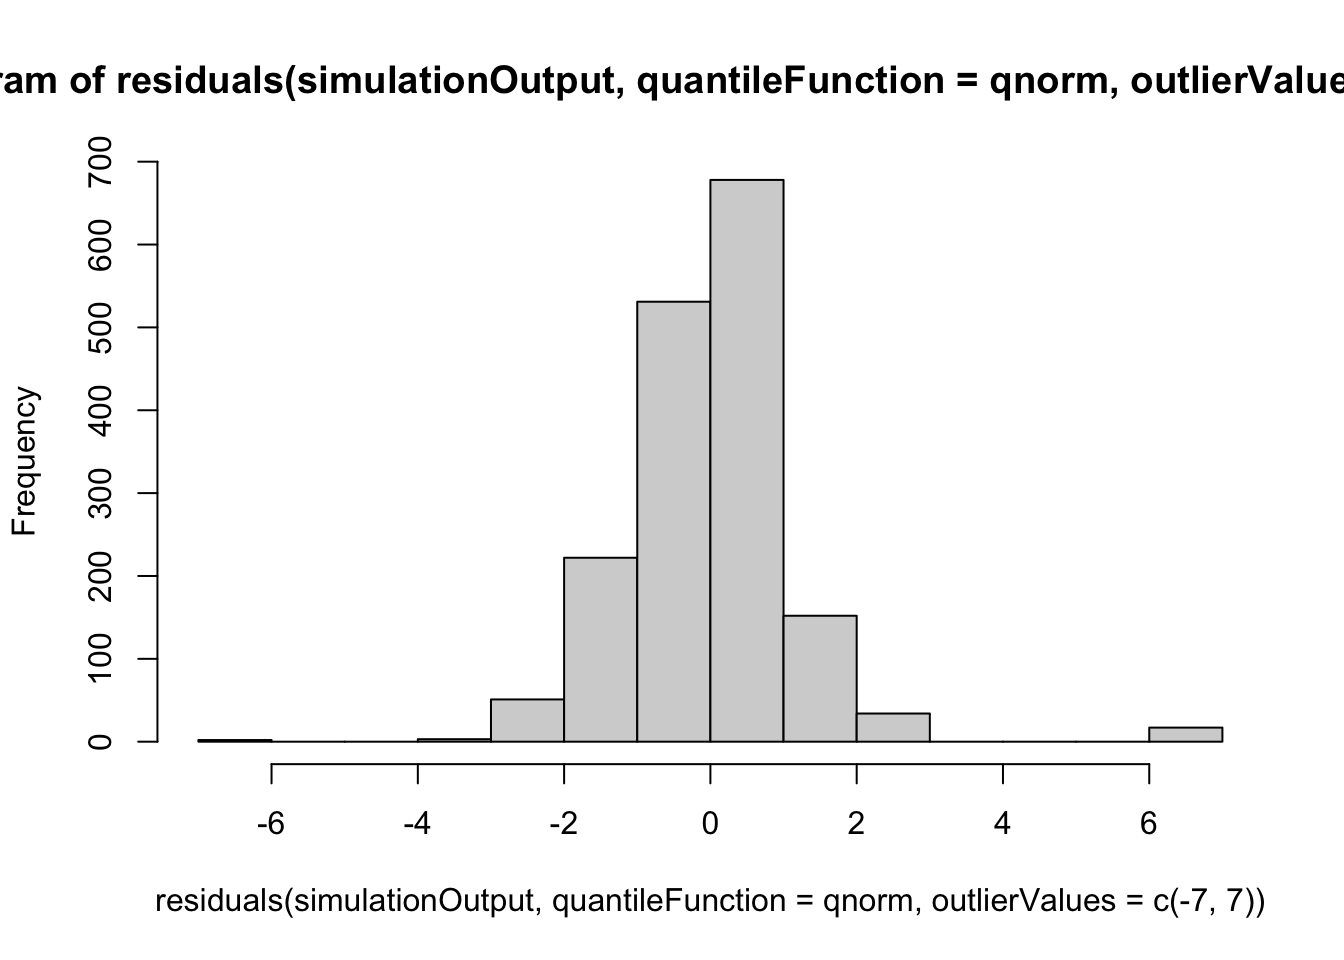 ram of residuals(simulationOutput, quantileFunction = qnorm, outlierValue
Frequency
700
600
500
400
300
200
100
0
-6 -4 -2 0 2 4 6
residuals(simulationOutput, quantileFunction = qnorm, outlierValues = c(-7, 7))